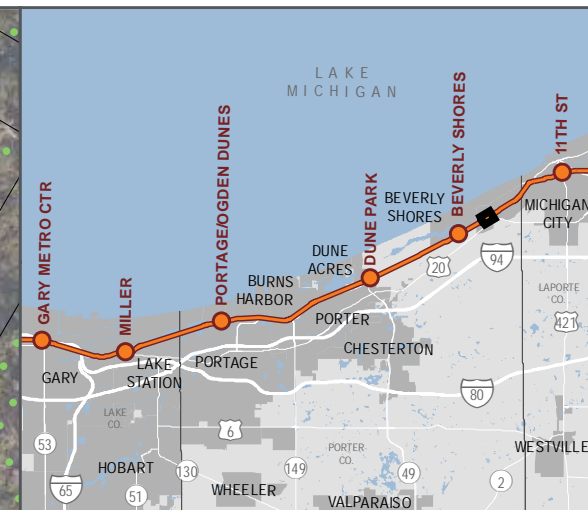 LAKE
MICHIGAN
GARY METRO CTR
MILLER
PORTAGE/OGDEN DUNES
DUNE PARK
BEVERLY SHORES
11TH ST
BEVERLY
SHORES
MICHIGAN
CITY
DUNE
ACRES
20
94
BURNS
HARBOR
LAPORTE
CO.
421
PORTER
CHESTERTON
LAKE
STATION
PORTAGE
GARY
80
LAKE
CO.
6
53
PORTER
CO.
WESTVILLE
HOBART
130
149
49
2
65
51
WHEELER
VALPARAISO